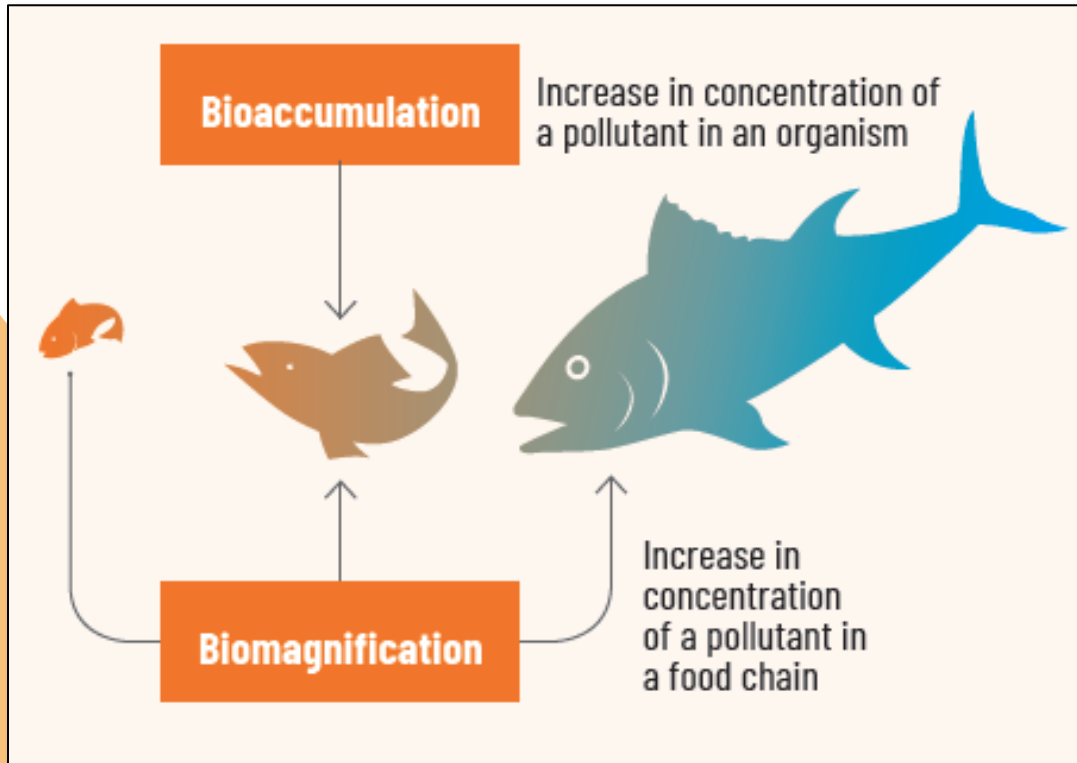 Bioaccumulation
Increase in concentration of
a pollutant in an organism
Biomagnification
Increase in
concentration
of a pollutant in
a food chain